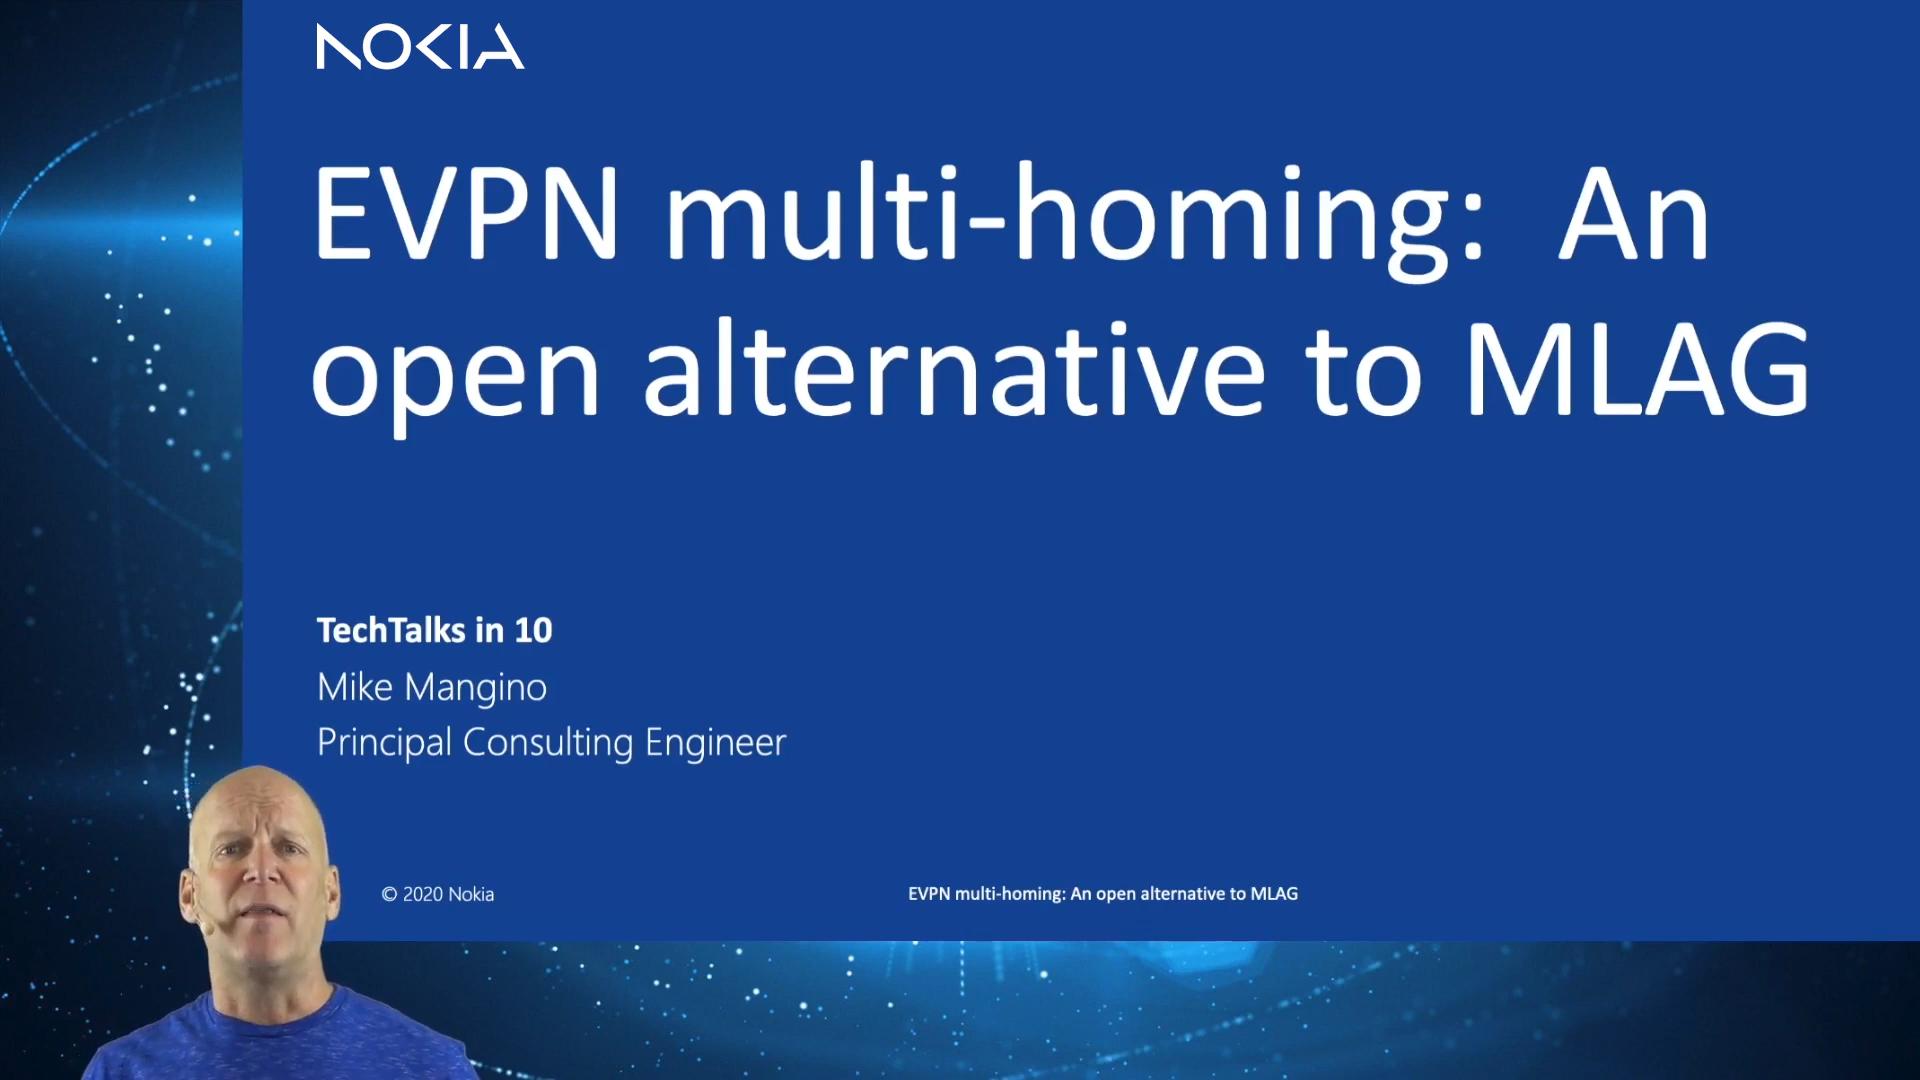 NOKIA
EVPN multi-homing: An
open alternative to MLAG
TechTalks in 10
Mike Mangino
Principal Consulting Engineer
© 2020 Nokia
EVPN multi-homing: An open alternative to MLAG